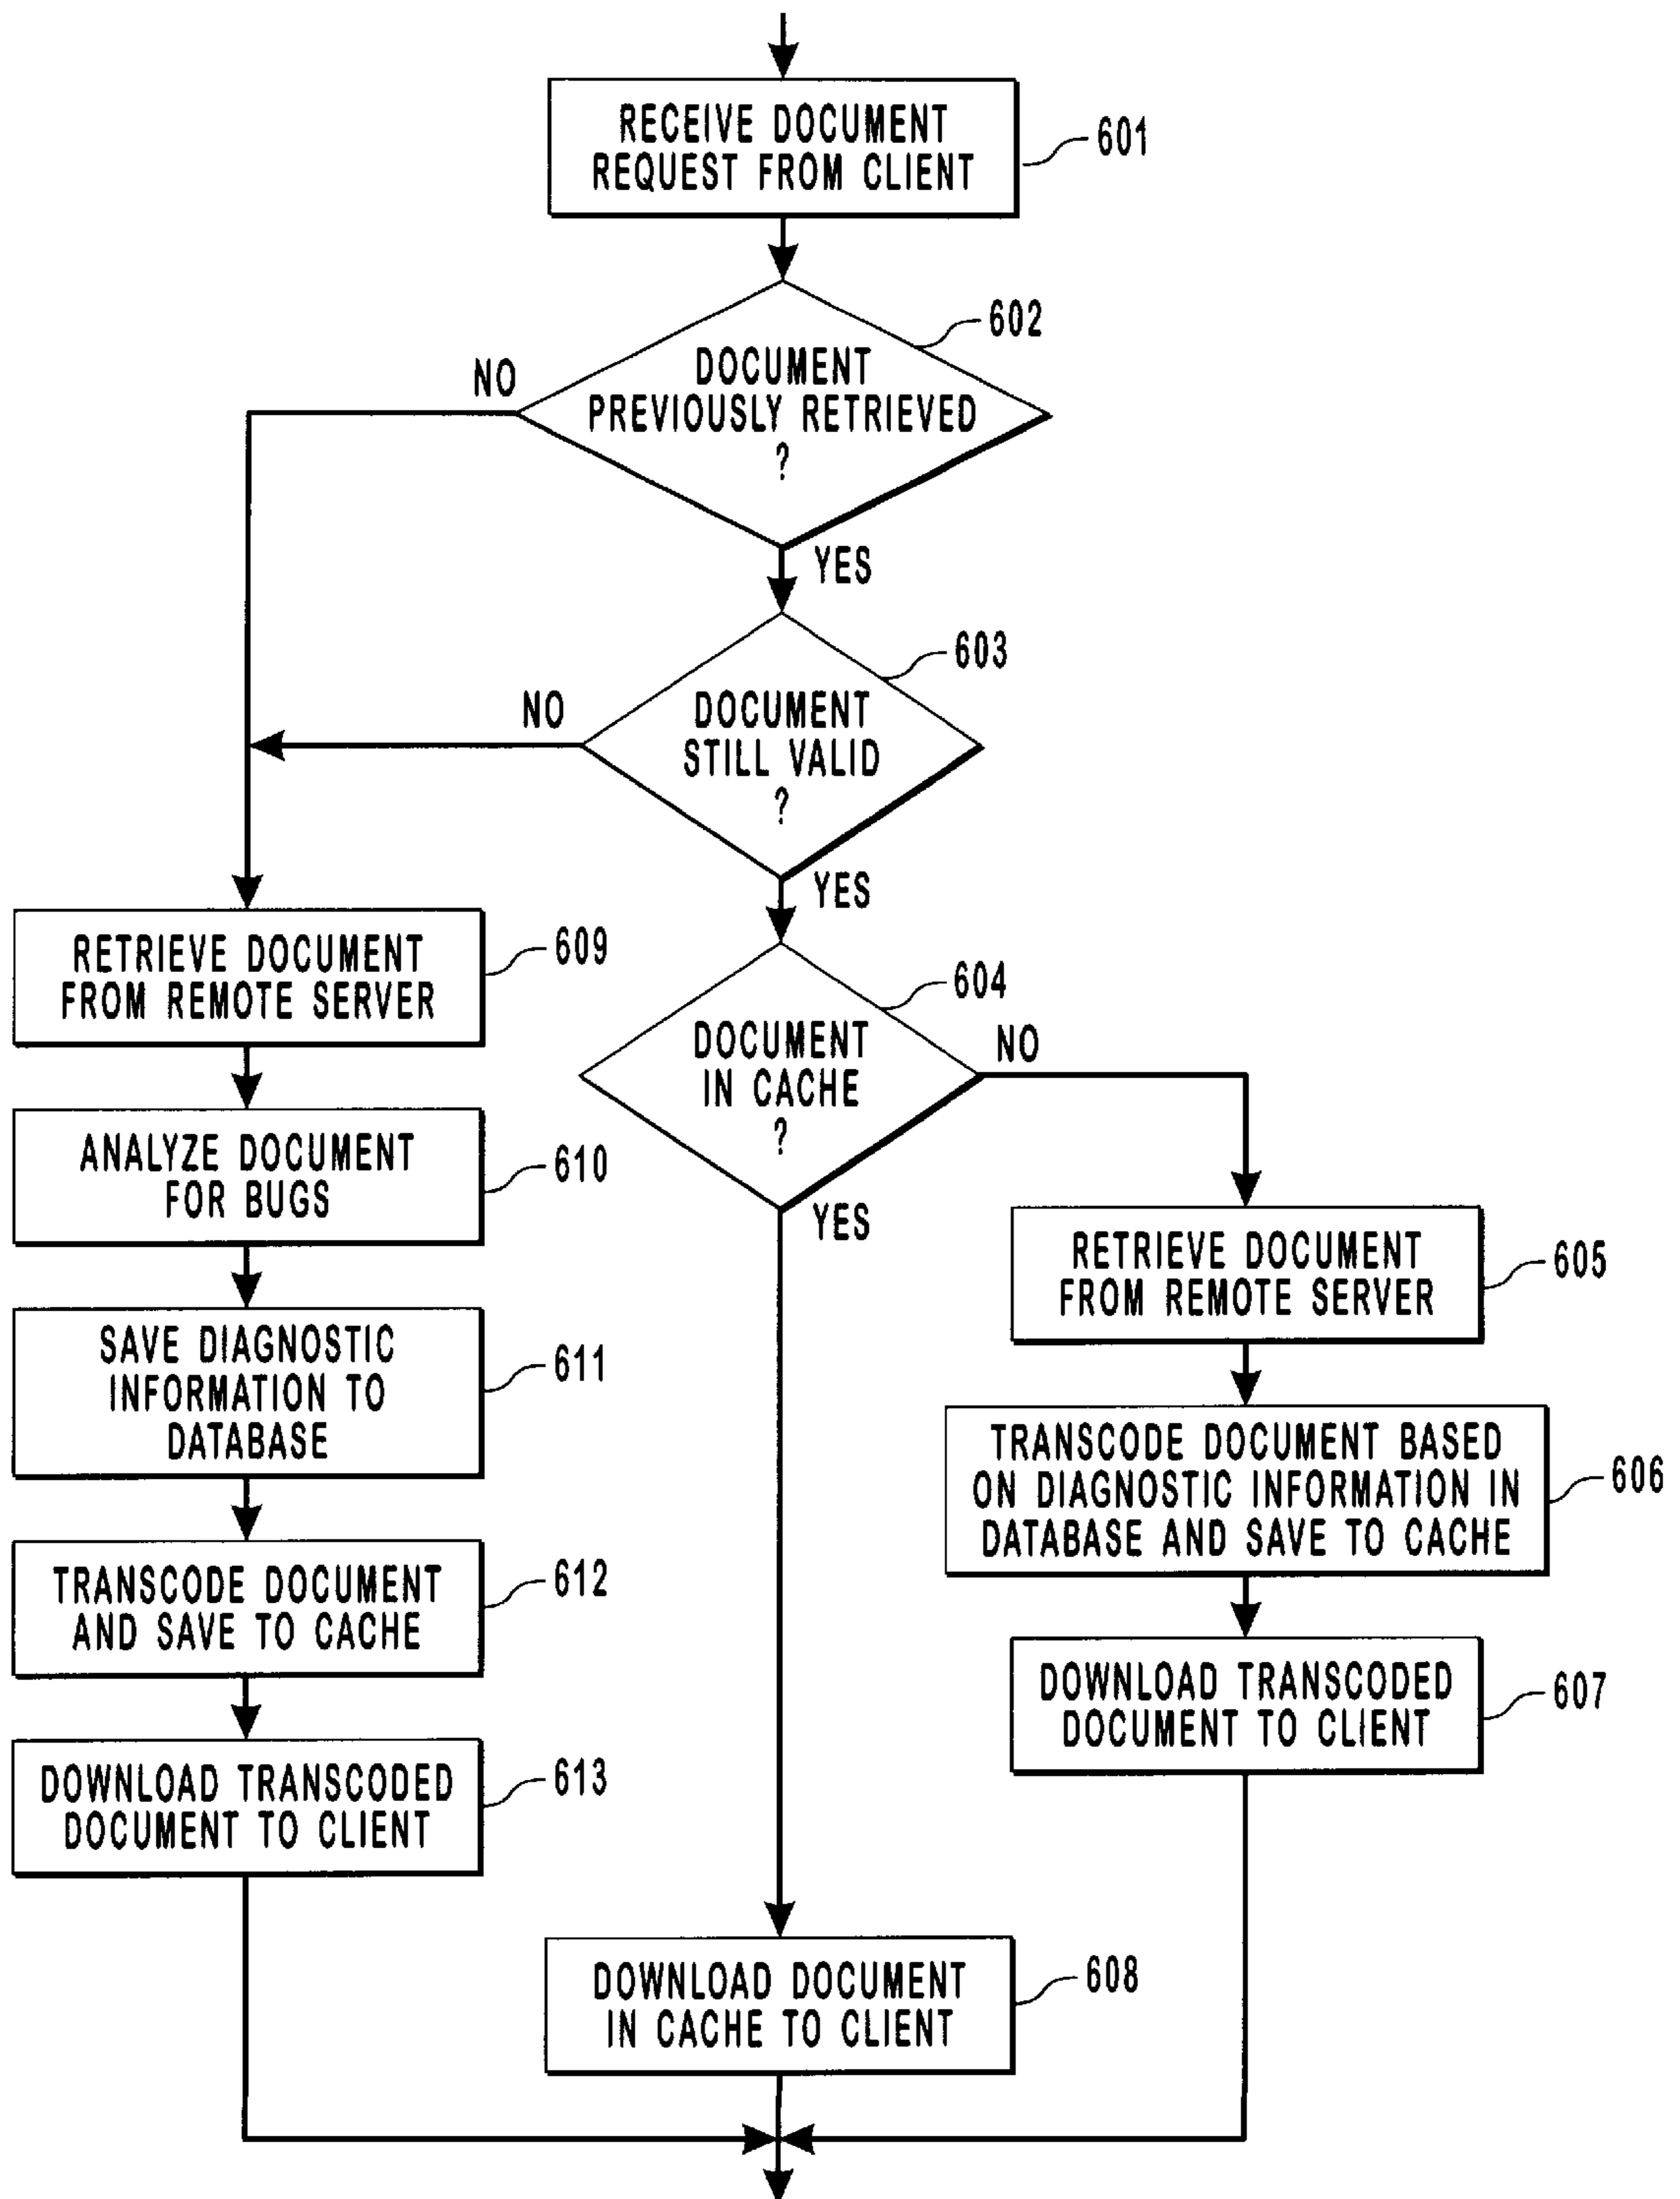 RECEIVE DOCUMENT
REQUEST FROM CLIENT
601
602
NO
DOCUMENT
PREVIOUSLY RETRIEVED
?
YES
603
NO
DOCUMENT
STILL VALID
?
YES
604
DOCUMENT
IN CACHE
?
NO
YES
RETRIEVE DOCUMENT
FROM REMOTE SERVER
605
TRANSCODE DOCUMENT BASED
ON DIAGNOSTIC INFORMATION IN
DATABASE AND SAVE TO CACHE
606
DOWNLOAD TRANSCODED
DOCUMENT TO CLIENT
607
DOWNLOAD DOCUMENT
IN CACHE TO CLIENT
608
RETRIEVE DOCUMENT
FROM REMOTE SERVER
609
ANALYZE DOCUMENT
FOR BUGS
610
SAVE DIAGNOSTIC
INFORMATION TO
DATABASE
611
TRANSCODE DOCUMENT
AND SAVE TO CACHE
612
DOWNLOAD TRANSCODED
DOCUMENT TO CLIENT
613